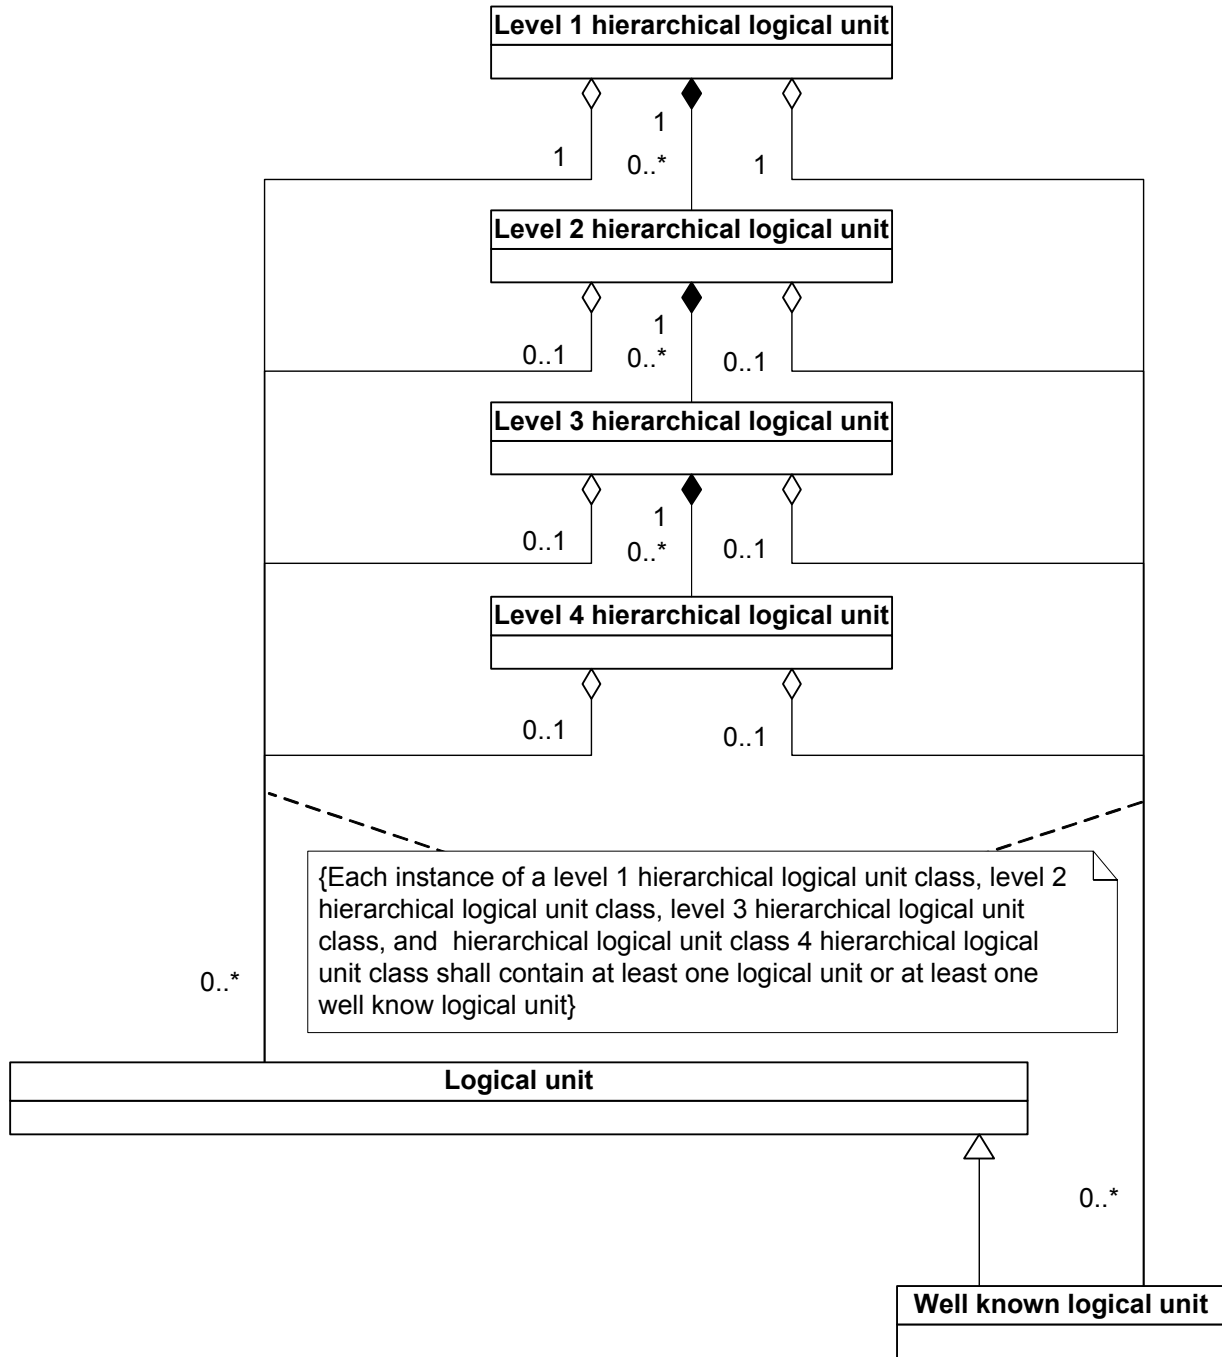 Level 1 hierarchical logical unit
1
1
0..*
1
Level 2 hierarchical logical unit
1
0..1
0..*
0..1
Level 3 hierarchical logical unit
1
0..1
0..*
0..1
Level 4 hierarchical logical unit
0..1
0..1
{Each instance of a level 1 hierarchical logical unit class, level 2
hierarchical logical unit class, level 3 hierarchical logical unit
class, and  hierarchical logical unit class 4 hierarchical logical
unit class shall contain at least one logical unit or at least one
well know logical unit}
0..*
Logical unit
0..*
Well known logical unit